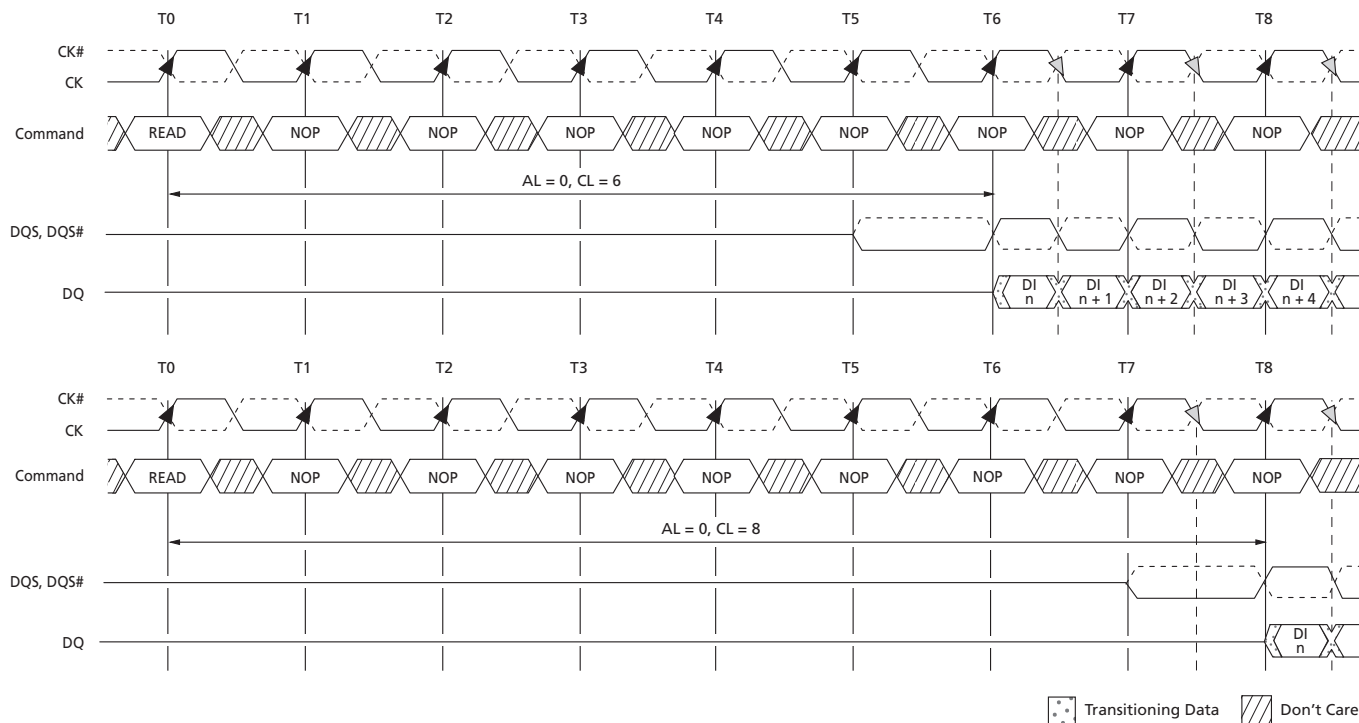 T0 T1 T2 T3 T4 T5 T6 T7 T8
CK#
CK
Command READ NOP NOP NOP NOP NOP NOP NOP NOP
AL = 0, CL = 6
DQS, DQS#
DQ DI n DI n + 1 DI n + 2 DI n + 3 DI n + 4
T0 T1 T2 T3 T4 T5 T6 T7 T8
CK#
CK
Command READ NOP NOP NOP NOP NOP NOP NOP NOP
AL = 0, CL = 8
DQS, DQS#
DQ DI n
Transitioning Data Don't Care